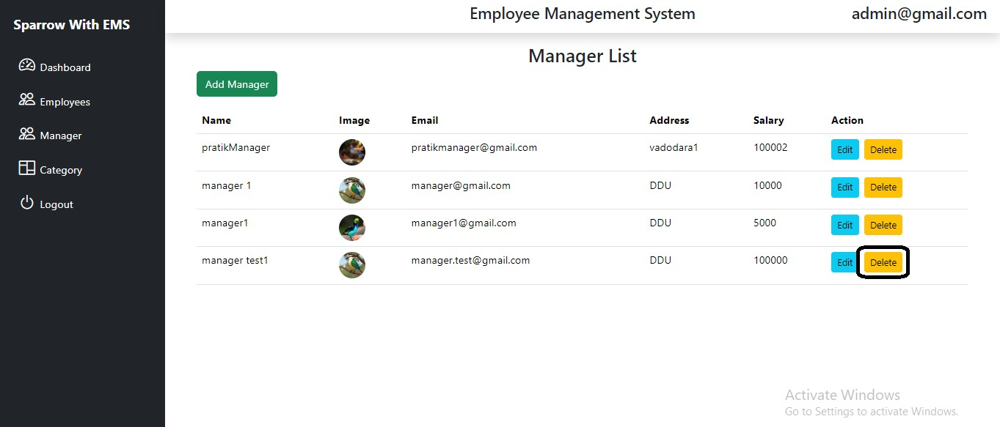 Sparrow With EMS
Employee Management System
admin@gmail.com
Dashboard
Employees
Manager
Category
Logout
Manager List
Add Manager
Name Image Email Address Salary Action
pratikManager pratikmanager@gmail.com vadodara1 100002 Edit Delete
manager 1 manager@gmail.com DDU 10000 Edit Delete
manager1 manager1@gmail.com DDU 5000 Edit Delete
manager test1 manager.test@gmail.com DDU 100000 Edit Delete
Activate Windows
Go to Settings to activate Windows.